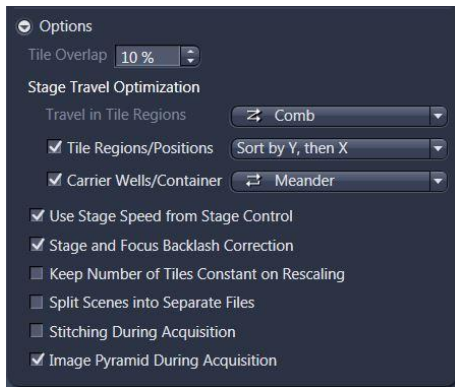 Options
Tile Overlap 10 %
Stage Travel Optimization
Travel in Tile Regions Comb
Tile Regions/Positions Sort by Y, then X
Carrier Wells/Container Meander
Use Stage Speed from Stage Control
Stage and Focus Backlash Correction
Keep Number of Tiles Constant on Rescaling
Split Scenes into Separate Files
Stitching During Acquisition
Image Pyramid During Acquisition